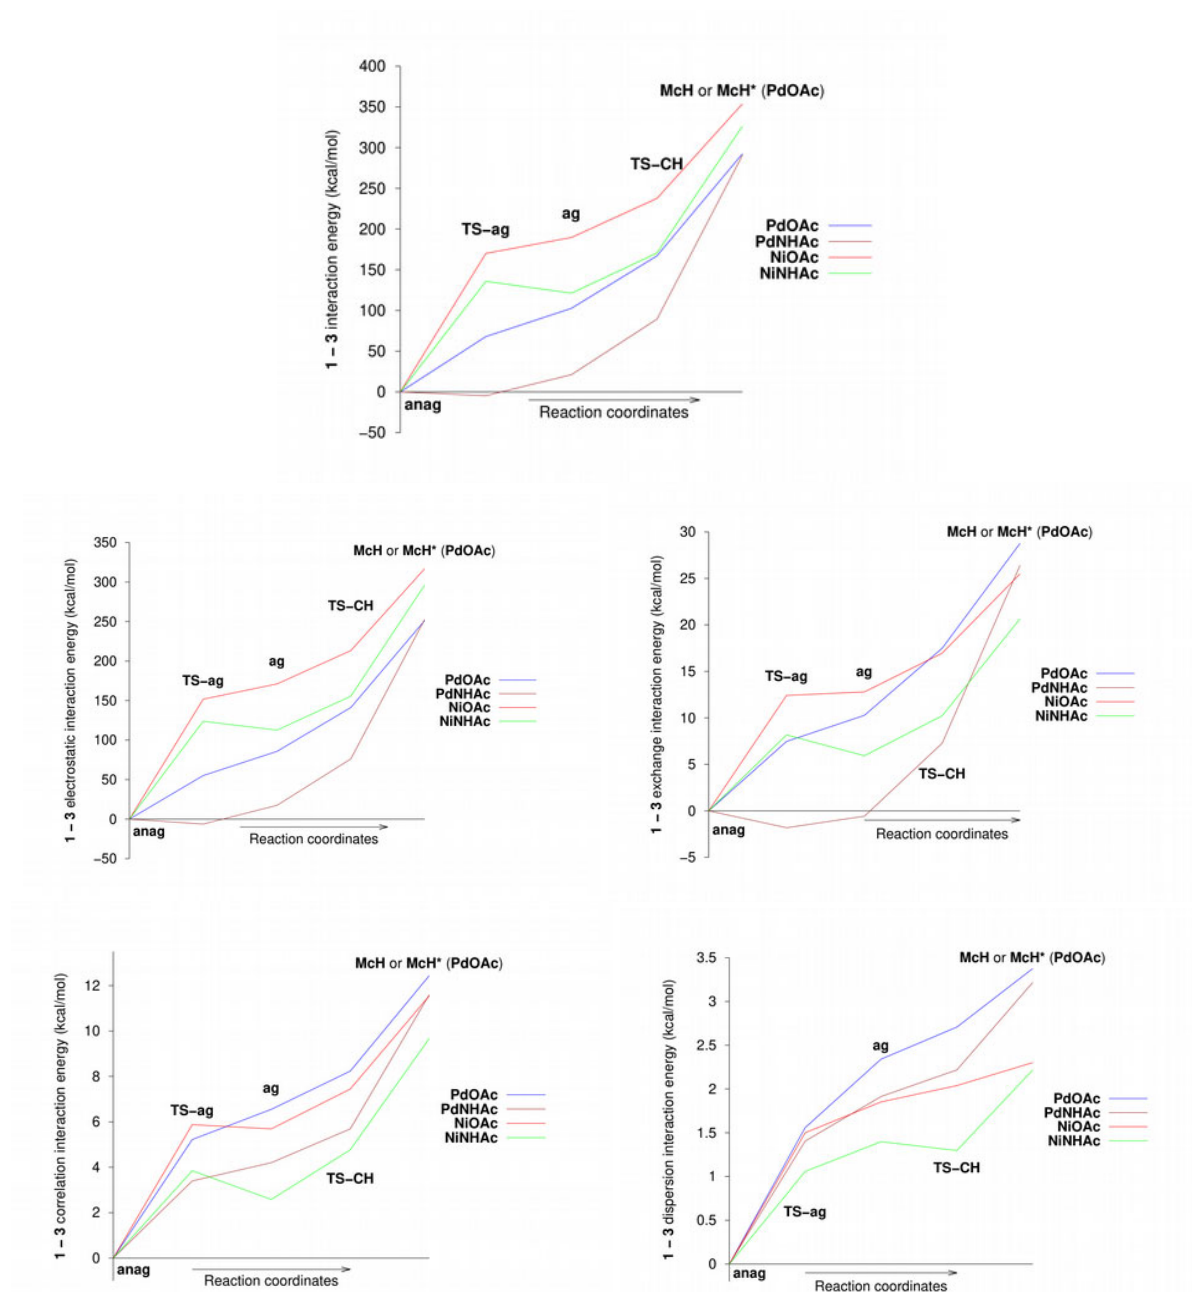 1 – 3 interaction energy (kcal/mol)
400
350
300
250
200
150
100
50
0
−50
McH or McH* (PdOAc)
TS−CH
ag
TS−ag
anag
Reaction coordinates
PdOAc
PdNHAc
NiOAc
NiNHAc
1 – 3 electrostatic interaction energy (kcal/mol)
350
300
250
200
150
100
50
0
−50
McH or McH* (PdOAc)
TS−CH
ag
TS−ag
anag
Reaction coordinates
PdOAc
PdNHAc
NiOAc
NiNHAc
1 – 3 exchange interaction energy (kcal/mol)
30
25
20
15
10
5
0
−5
McH or McH* (PdOAc)
TS−ag
ag
TS−CH
anag
Reaction coordinates
PdOAc
PdNHAc
NiOAc
NiNHAc
1 – 3 correlation interaction energy (kcal/mol)
12
10
8
6
4
2
0
McH or McH* (PdOAc)
ag
TS−ag
TS−CH
anag
Reaction coordinates
PdOAc
PdNHAc
NiOAc
NiNHAc
1 – 3 dispersion interaction energy (kcal/mol)
3.5
3
2.5
2
1.5
1
0.5
0
McH or McH* (PdOAc)
ag
TS−CH
TS−ag
anag
Reaction coordinates
PdOAc
PdNHAc
NiOAc
NiNHAc